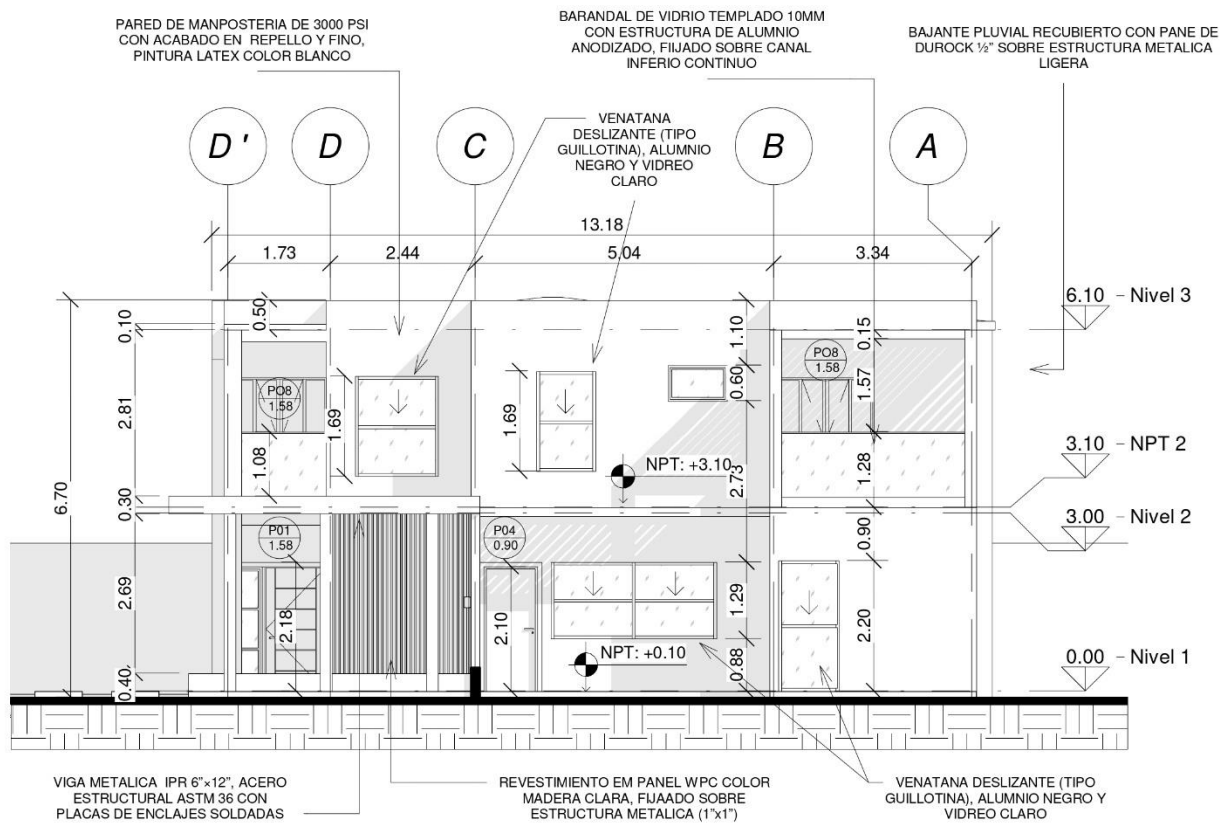 PARED DE MANPOSTERIA DE 3000 PSI
CON ACABADO EN REPELLO Y FINO,
PINTURA LATEX COLOR BLANCO
BARANDAL DE VIDRIO TEMPLADO 10MM
CON ESTRUCTURA DE ALUMNIO
ANODIZADO, FIIJADO SOBRE CANAL
INFERIO CONTINUO
BAJANTE PLUVIAL RECUBIERTO CON PANE DE
DUROCK ½" SOBRE ESTRUCTURA METALICA
LIGERA
VENATANA
DESLIZANTE (TIPO
GUILLOTINA), ALUMNIO
NEGRO Y VIDREO
CLARO
D'
D
C
B
A
13.18
1.73
2.44
5.04
3.34
6.70
0.10
2.81
0.30
2.69
0.40
0.50
PO8
1.58
1.08
1.69
1.69
1.10
0.60
2.73
NPT: +3.10
PO8
1.58
0.15
1.57
1.28
0.90
2.20
6.10 - Nivel 3
3.10 - NPT 2
3.00 - Nivel 2
0.00 - Nivel 1
P01
1.58
2.18
P04
0.90
2.10
1.29
0.88
NPT: +0.10
VIGA METALICA IPR 6"×12", ACERO
ESTRUCTURAL ASTM 36 CON
PLACAS DE ENCLAJES SOLDADAS
REVESTIMIENTO EM PANEL WPC COLOR
MADERA CLARA, FIJAADO SOBRE
ESTRUCTURA METALICA (1"x1")
VENATANA DESLIZANTE (TIPO
GUILLOTINA), ALUMNIO NEGRO Y
VIDREO CLARO